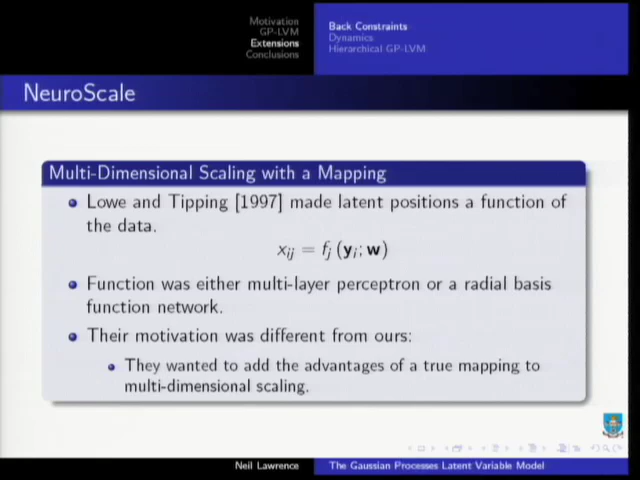 Motivation
GP-LVM
Extensions
Conclusions
Back Constraints
Dynamics
Hierarchical GP-LVM
NeuroScale
Multi-Dimensional Scaling with a Mapping
Lowe and Tipping [1997] made latent positions a function of
the data.
x_{ij} = f_j (y_i; w)
Function was either multi-layer perceptron or a radial basis
function network.
Their motivation was different from ours:
They wanted to add the advantages of a true mapping to
multi-dimensional scaling.
Neil Lawrence
The Gaussian Processes Latent Variable Model